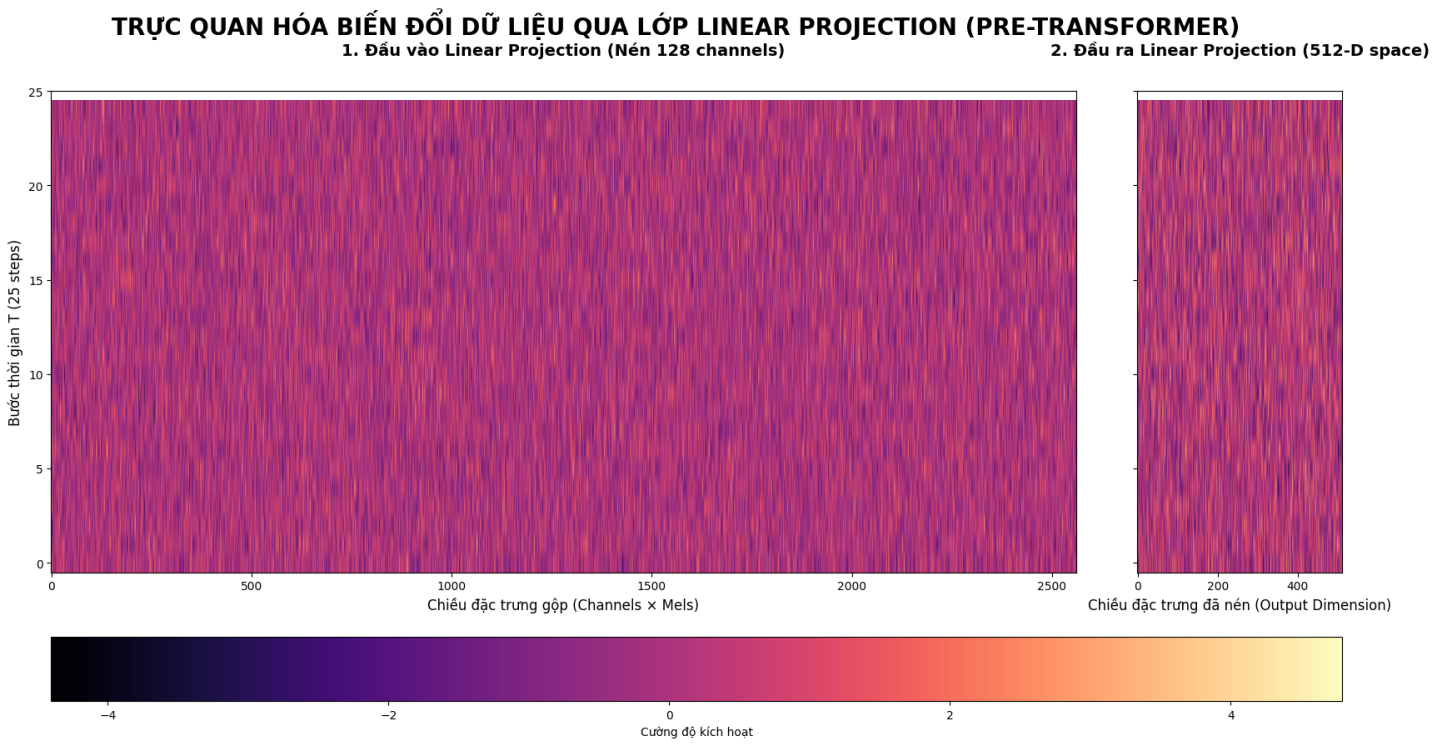 TRỰC QUAN HÓA BIẾN ĐỔI DỮ LIỆU QUA LỚP LINEAR PROJECTION (PRE-TRANSFORMER)
1. Đầu vào Linear Projection (Nén 128 channels)
2. Đầu ra Linear Projection (512-D space)
Bước thời gian T (25 steps)
25
20
15
10
5
0
0 500 1000 1500 2000 2500
Chiều đặc trưng gộp (Channels × Mels)
0 200 400
Chiều đặc trưng đã nén (Output Dimension)
−4 −2 0 2 4
Cường độ kích hoạt